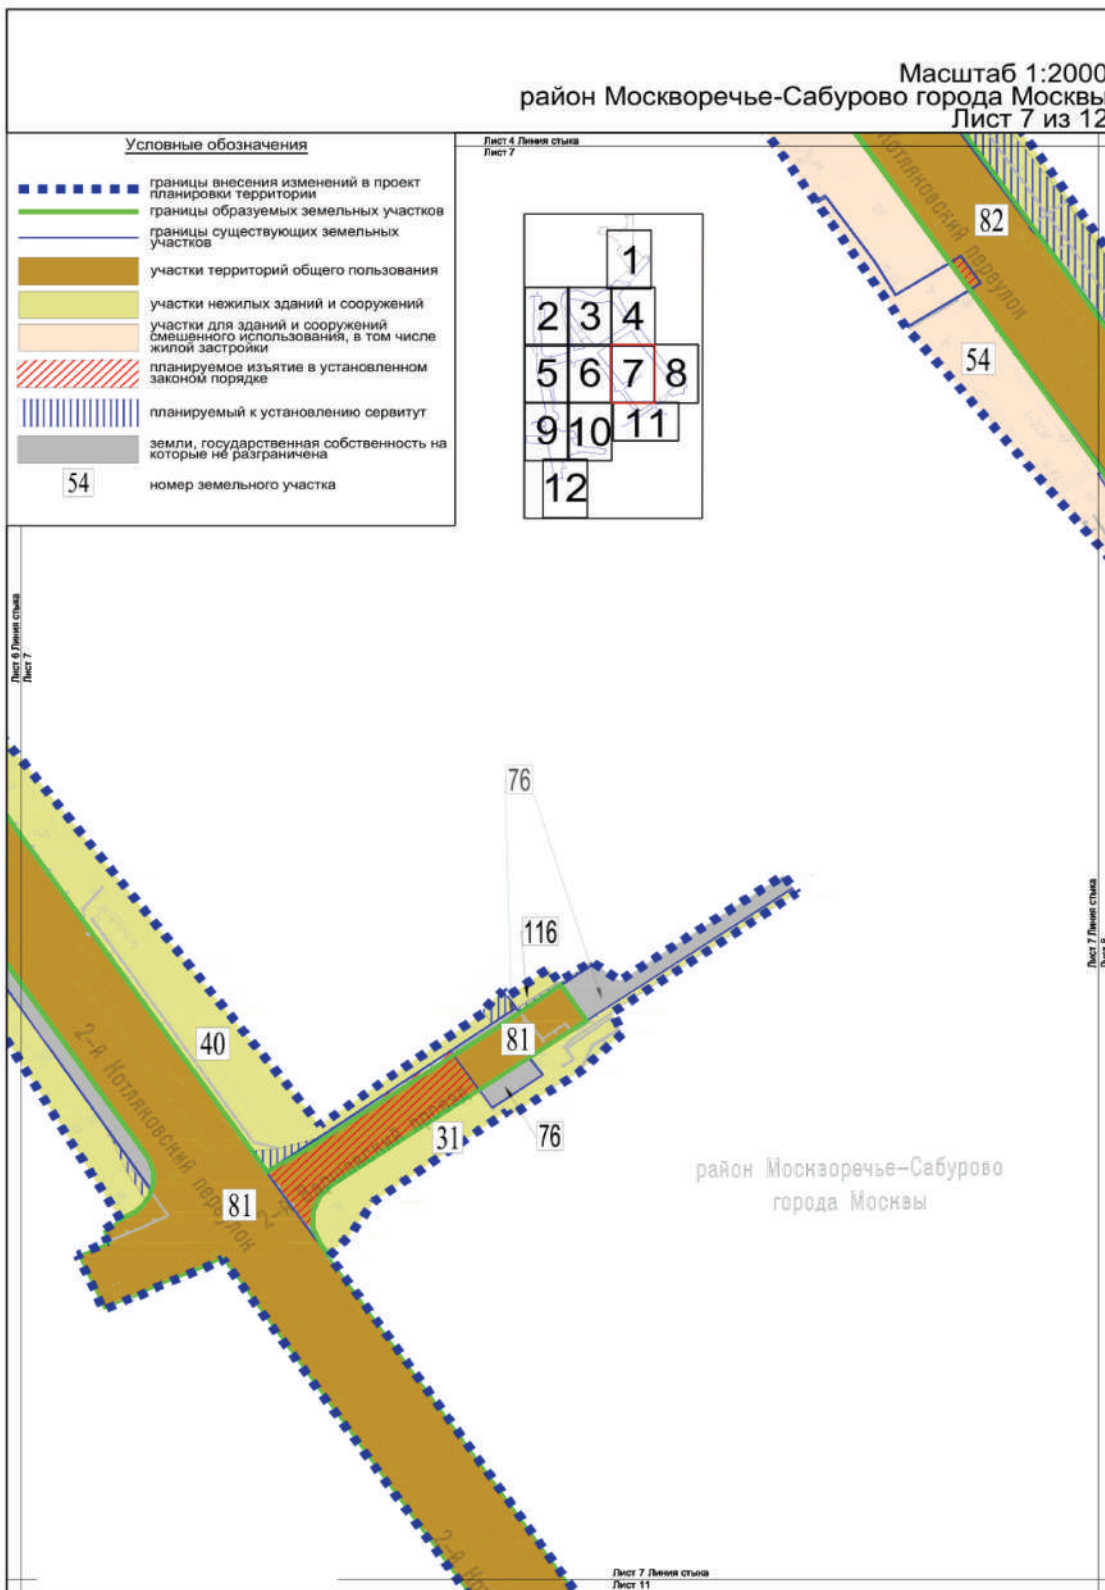 Масштаб 1:2000
район Москворечье-Сабурово города Москвы
Лист 7 из 12
Условные обозначения
границы внесения изменений в проект
планировки территории
границы образуемых земельных участков
границы существующих земельных
участков
участки территорий общего пользования
участки нежилых зданий и сооружений
участки для зданий и сооружений
смешенного использования, в том числе
жилой застройки
планируемое изъятие в установленном
законом порядке
планируемый к установлению сервитут
земли, государственная собственность на
которые не разграничена
54
номер земельного участка
Лист 4 Линия стыка
Лист 7
1
2 3 4
5 6 7 8
9 10 11
12
Котляковский переулок
82
54
Лист 6 Линия стыка
Лист 7
76
116
81
40
31
76
2-й Котляковский переулок
81
район Москворечье-Сабурово
города Москвы
Лист 7 Линия стыка
2-й
Лист 7 Линия стыка
Лист 11